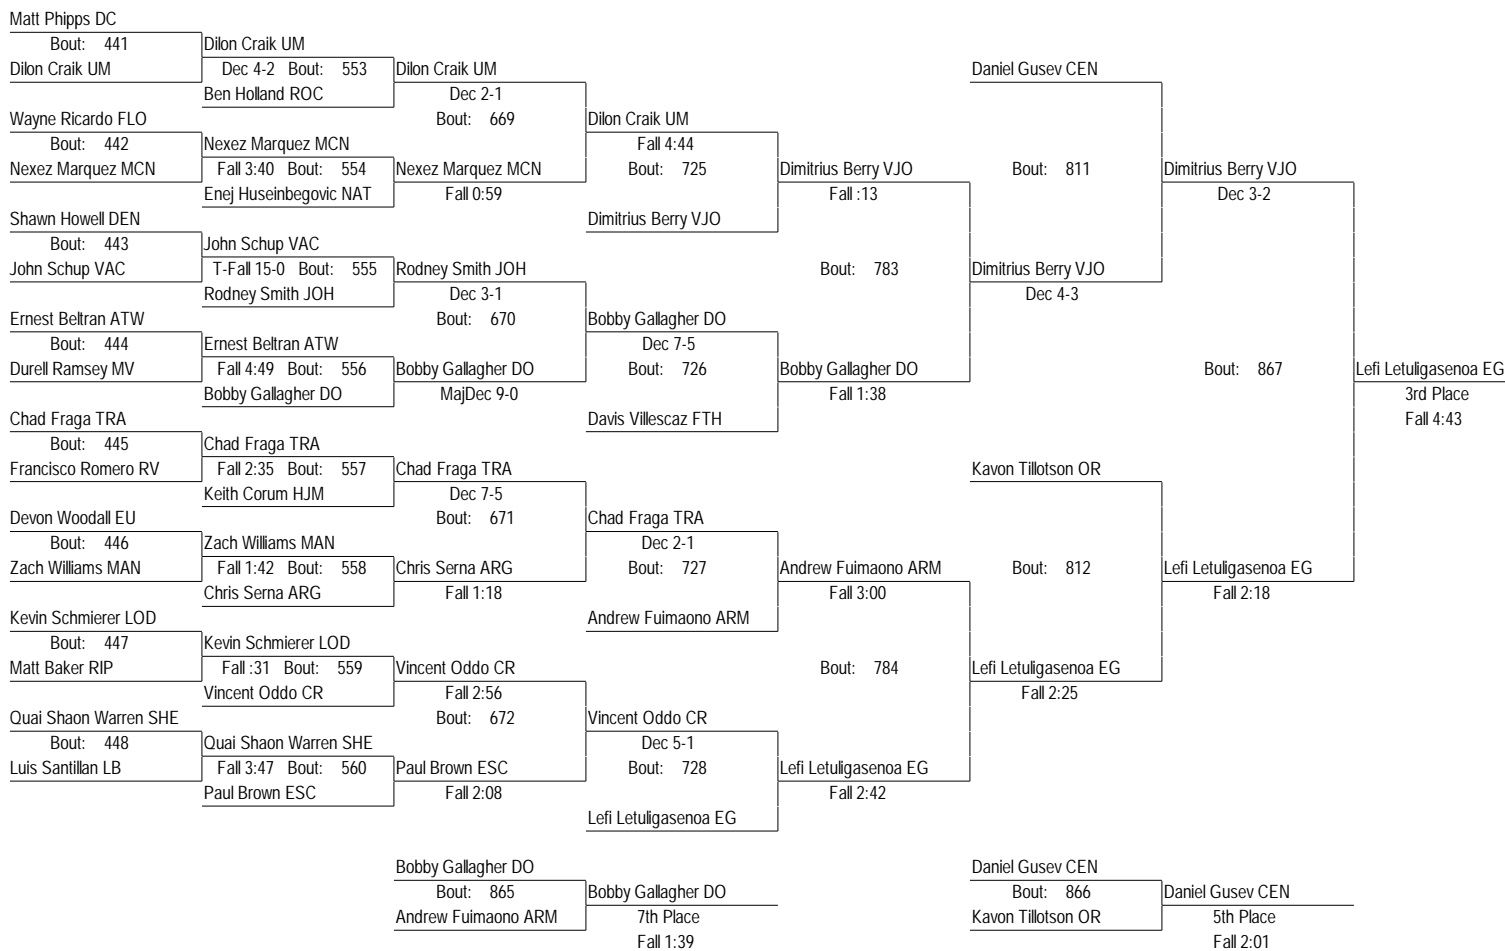 Matt Phipps DC
Bout: 441 Dilon Craik UM
Dilon Craik UM Dec 4-2 Bout: 553 Dilon Craik UM Daniel Gusev CEN
Ben Holland ROC Dec 2-1
Wayne Ricardo FLO Bout: 669 Dilon Craik UM
Bout: 442 Nexez Marquez MCN Fall 4:44
Nexez Marquez MCN Fall 3:40 Bout: 554 Nexez Marquez MCN Bout: 725 Dimitrius Berry VJO Bout: 811 Dimitrius Berry VJO
Enej Huseinbegovic NAT Fall 0:59 Fall :13 Dec 3-2
Shawn Howell DEN Dimitrius Berry VJO
Bout: 443 John Schup VAC
John Schup VAC T-Fall 15-0 Bout: 555 Rodney Smith JOH Bout: 783 Dimitrius Berry VJO
Rodney Smith JOH Dec 3-1 Dec 4-3
Ernest Beltran ATW Bout: 670 Bobby Gallagher DO
Bout: 444 Ernest Beltran ATW Dec 7-5
Durell Ramsey MV Fall 4:49 Bout: 556 Bobby Gallagher DO Bout: 726 Bobby Gallagher DO Bout: 867 Lefi Letuligasenoa EG
Bobby Gallagher DO MajDec 9-0 Fall 1:38 3rd Place
Chad Fraga TRA Davis Villescaz FTH Fall 4:43
Bout: 445 Chad Fraga TRA
Francisco Romero RV Fall 2:35 Bout: 557 Chad Fraga TRA Kavon Tillotson OR
Keith Corum HJM Dec 7-5
Devon Woodall EU Bout: 671 Chad Fraga TRA
Bout: 446 Zach Williams MAN Dec 2-1
Zach Williams MAN Fall 1:42 Bout: 558 Chris Serna ARG Bout: 727 Andrew Fuimaono ARM Bout: 812 Lefi Letuligasenoa EG
Chris Serna ARG Fall 1:18 Fall 3:00 Fall 2:18
Kevin Schmierer LOD Andrew Fuimaono ARM
Bout: 447 Kevin Schmierer LOD
Matt Baker RIP Fall :31 Bout: 559 Vincent Oddo CR Bout: 784 Lefi Letuligasenoa EG
Vincent Oddo CR Fall 2:56 Fall 2:25
Quai Shaon Warren SHE Bout: 672 Vincent Oddo CR
Bout: 448 Quai Shaon Warren SHE Dec 5-1
Luis Santillan LB Fall 3:47 Bout: 560 Paul Brown ESC Bout: 728 Lefi Letuligasenoa EG
Paul Brown ESC Fall 2:08 Fall 2:42
Lefi Letuligasenoa EG
Bobby Gallagher DO Daniel Gusev CEN
Bout: 865 Bobby Gallagher DO Bout: 866 Daniel Gusev CEN
Andrew Fuimaono ARM 7th Place Kavon Tillotson OR 5th Place
Fall 1:39 Fall 2:01